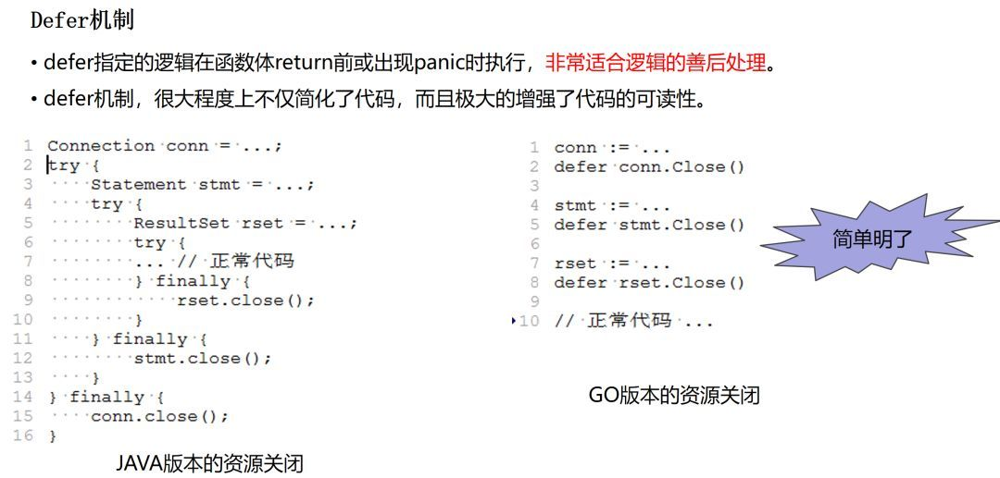 Defer机制
• defer指定的逻辑在函数体return前或出现panic时执行，非常适合逻辑的善后处理。
• defer机制，很大程度上不仅简化了代码，而且极大的增强了代码的可读性。
1 Connection conn = ...;
2 try {
3 ····Statement stmt = ...;
4 ····try {
5 ········ResultSet rset = ...;
6 ········try {
7 ········... // 正常代码
8 ········} finally {
9 ············rset.close();
10 ········}
11 ····} finally {
12 ········stmt.close();
13 ····}
14 } finally {
15 ····conn.close();
16 }
JAVA版本的资源关闭
1 conn := ...
2 defer conn.Close()
3
4 stmt := ...
5 defer stmt.Close()
6
7 rset := ...
8 defer rset.Close()
9
10 // 正常代码 ...
简单明了
GO版本的资源关闭